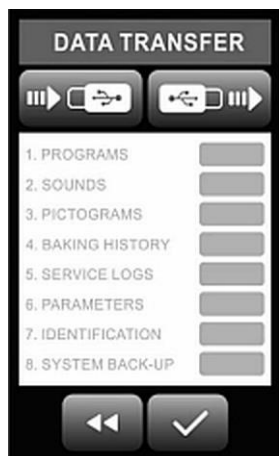 DATA TRANSFER
1. PROGRAMS
2. SOUNDS
3. PICTOGRAMS
4. BAKING HISTORY
5. SERVICE LOGS
6. PARAMETERS
7. IDENTIFICATION
8. SYSTEM BACK-UP